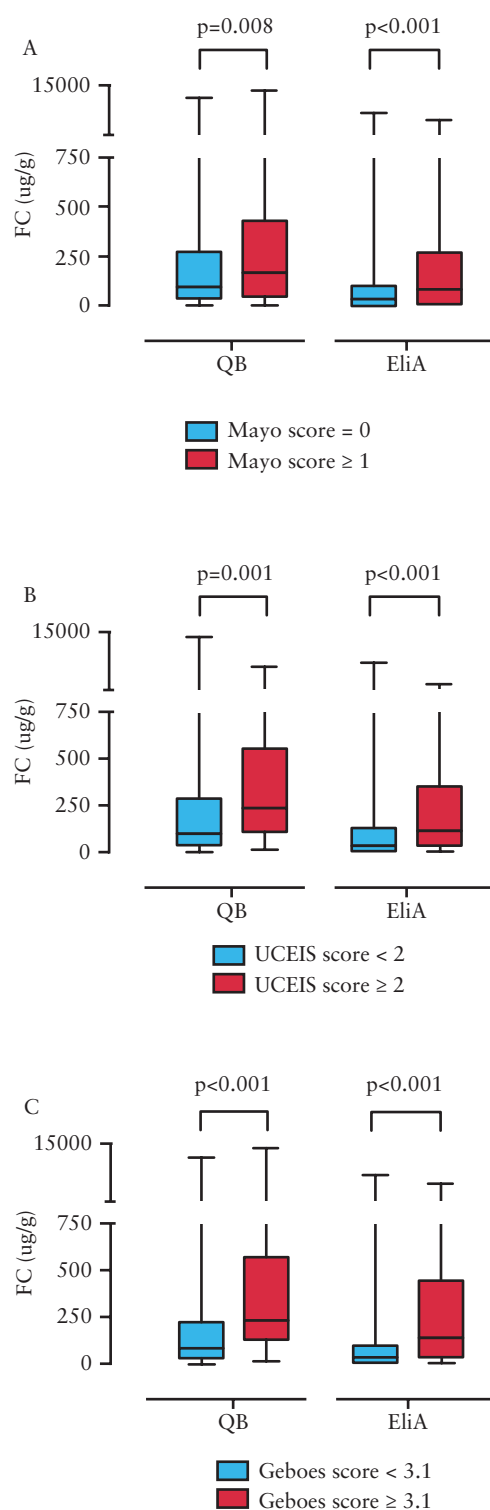 A
p=0.008 p<0.001
15000
750
500
250
0
FC (ug/g)
QB EliA
Mayo score = 0
Mayo score ≥ 1
B
p=0.001 p<0.001
15000
750
500
250
0
FC (ug/g)
QB EliA
UCEIS score < 2
UCEIS score ≥ 2
C
p<0.001 p<0.001
15000
750
500
250
0
FC (ug/g)
QB EliA
Geboes score < 3.1
Geboes score ≥ 3.1